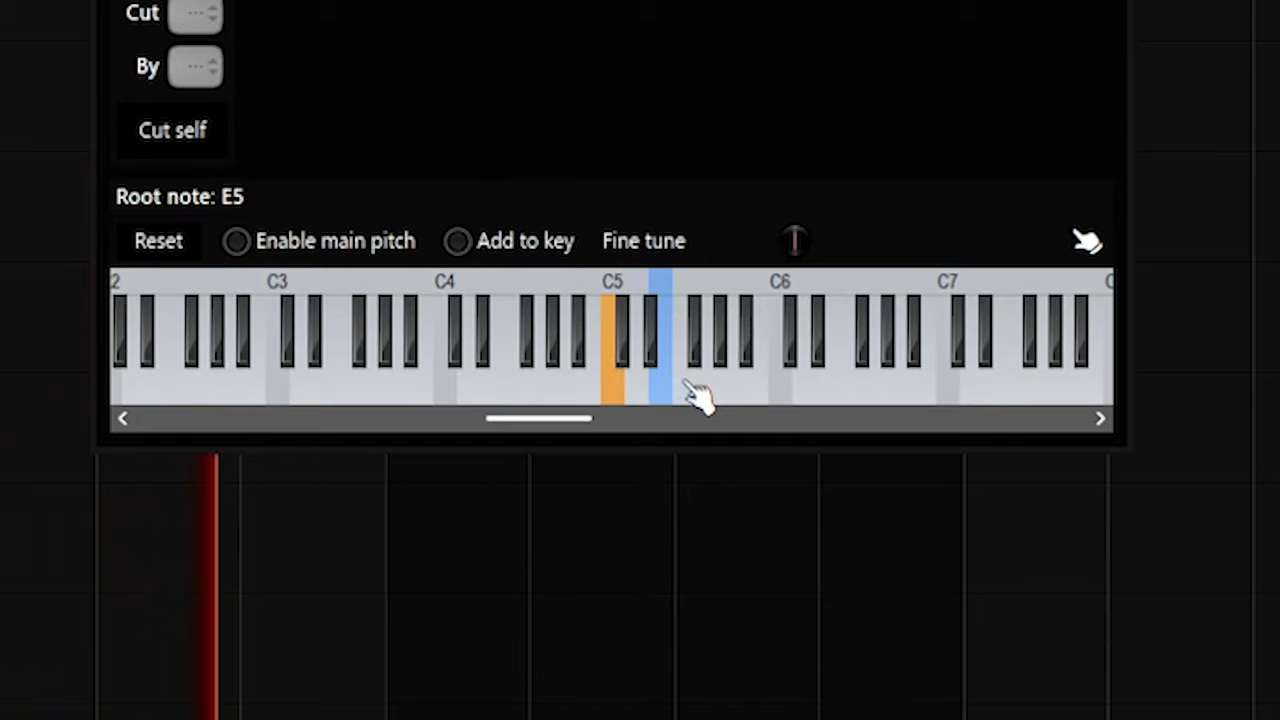 Cut ---
By ---
Cut self
Root note: E5
Reset Enable main pitch Add to key Fine tune
2 C3 C4 C5 C6 C7 C